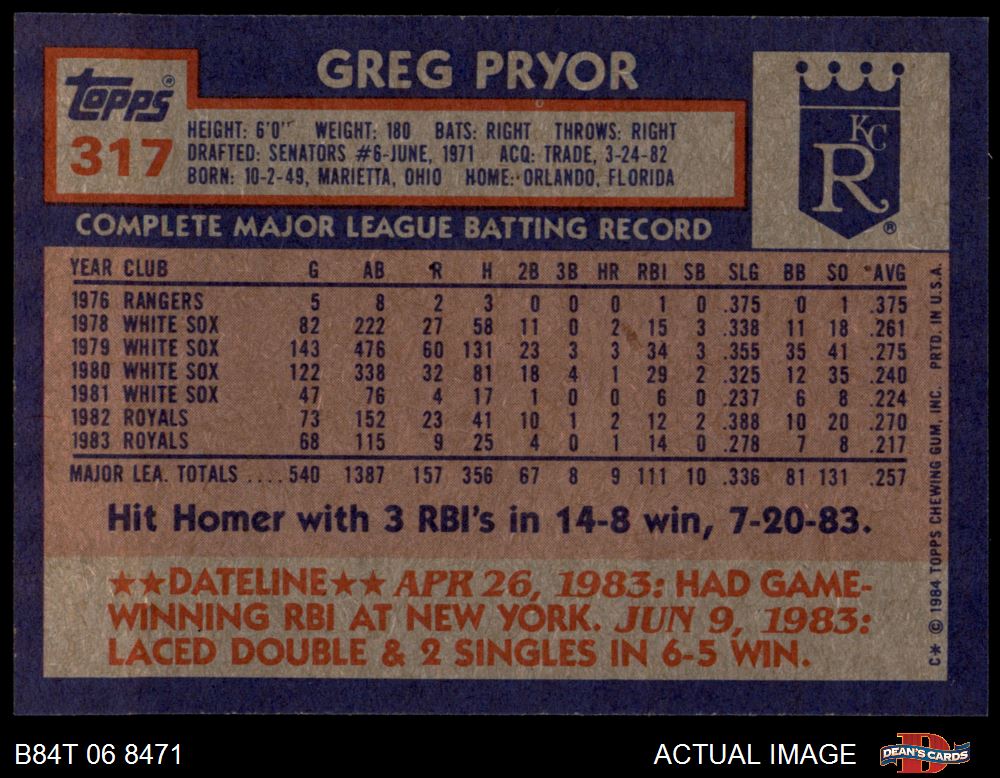 GREG PRYOR
Topps®
317
HEIGHT: 6'0" WEIGHT: 180 BATS: RIGHT THROWS: RIGHT
DRAFTED: SENATORS #6-JUNE, 1971 ACQ: TRADE, 3-24-82
BORN: 10-2-49, MARIETTA, OHIO HOME: ORLANDO, FLORIDA
KC
R®
COMPLETE MAJOR LEAGUE BATTING RECORD
YEAR CLUB G AB R H 2B 3B HR RBI SB SLG BB SO AVG
1976 RANGERS 5 8 2 3 0 0 0 1 0 .375 0 1 .375
1978 WHITE SOX 82 222 27 58 11 0 2 15 3 .338 11 18 .261
1979 WHITE SOX 143 476 60 131 23 3 3 34 3 .355 35 41 .275
1980 WHITE SOX 122 338 32 81 18 4 1 29 2 .325 12 35 .240
1981 WHITE SOX 47 76 4 17 1 0 0 6 0 .237 6 8 .224
1982 ROYALS 73 152 23 41 10 1 2 12 2 .388 10 20 .270
1983 ROYALS 68 115 9 25 4 0 1 14 0 .278 7 8 .217
MAJOR LEA. TOTALS ....540 1387 157 356 67 8 9 111 10 .336 81 131 .257
Hit Homer with 3 RBI's in 14-8 win, 7-20-83.
★★DATELINE★★ APR 26, 1983: HAD GAME-
WINNING RBI AT NEW YORK. JUN 9, 1983:
LACED DOUBLE & 2 SINGLES IN 6-5 WIN.
C* © 1984 TOPPS CHEWING GUM, INC. PRTD. IN U.S.A.
B84T 06 8471
ACTUAL IMAGE
D
DEAN'S CARDS